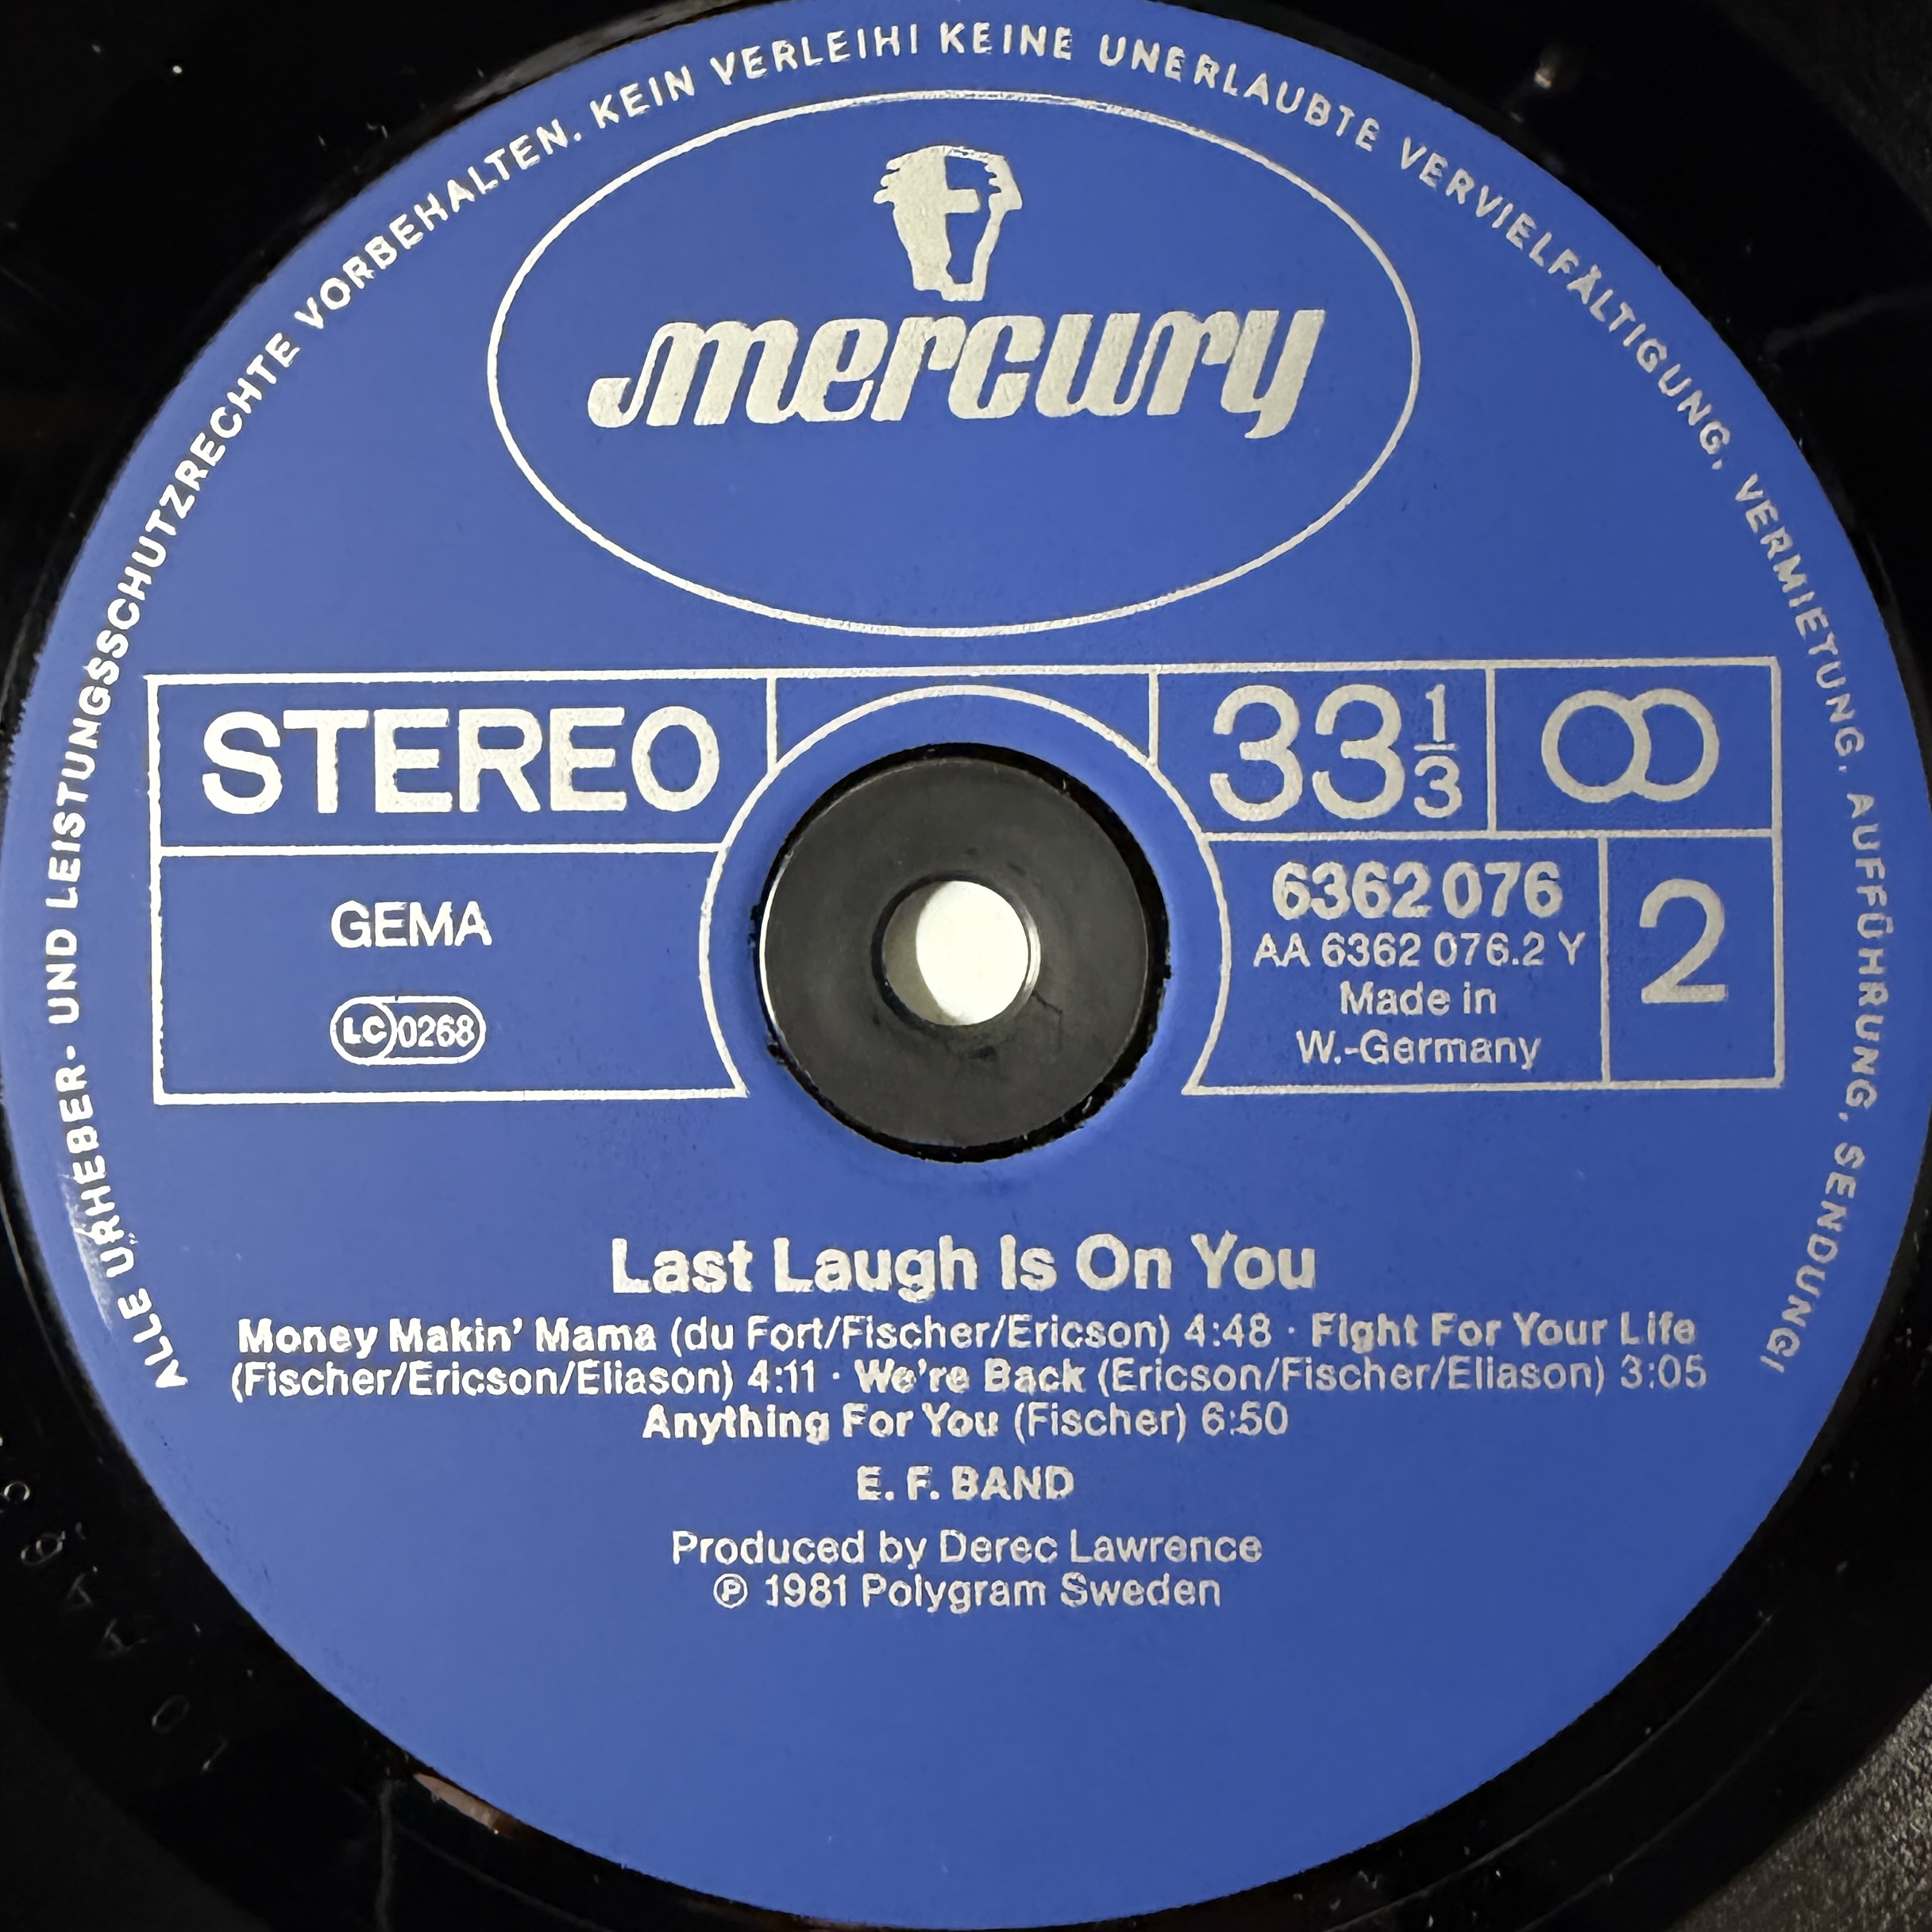 ALLE URHEBER- UND LEISTUNGSSCHUTZRECHTE VORBEHALTEN. KEIN VERLEIH! KEINE UNERLAUBTE VERVIELFÄLTIGUNG, VERMIETUNG, AUFFÜHRUNG, SENDUNG!
mercury
STEREO
33 1/3
GEMA
LC 0268
6362 076
AA 6362 076.2 Y
Made in
W.-Germany
2
Last Laugh Is On You
Money Makin' Mama (du Fort/Fischer/Ericson) 4:48 · Fight For Your Life
(Fischer/Ericson/Eliason) 4:11 · We're Back (Ericson/Fischer/Eliason) 3:05
Anything For You (Fischer) 6:50
E. F. BAND
Produced by Derec Lawrence
℗ 1981 Polygram Sweden